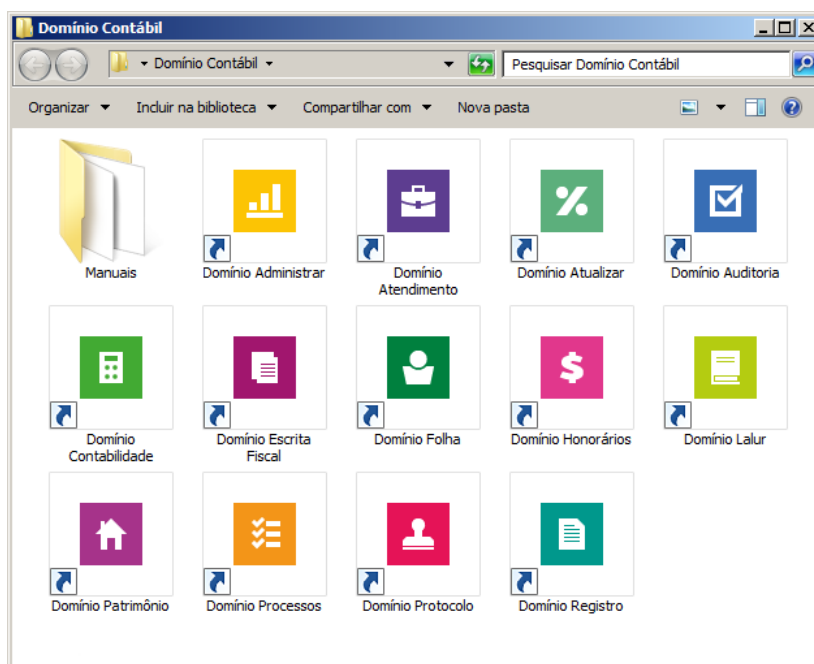 Domínio Contábil
Domínio Contábil
Pesquisar Domínio Contábil
Organizar Incluir na biblioteca Compartilhar com Nova pasta
Manuais
Domínio Administrar
Domínio
Atendimento
Domínio Atualizar
Domínio Auditoria
Domínio
Contabilidade
Domínio Escrita
Fiscal
Domínio Folha
Domínio Honorários
Domínio Lalur
Domínio Patrimônio
Domínio Processos
Domínio Protocolo
Domínio Registro